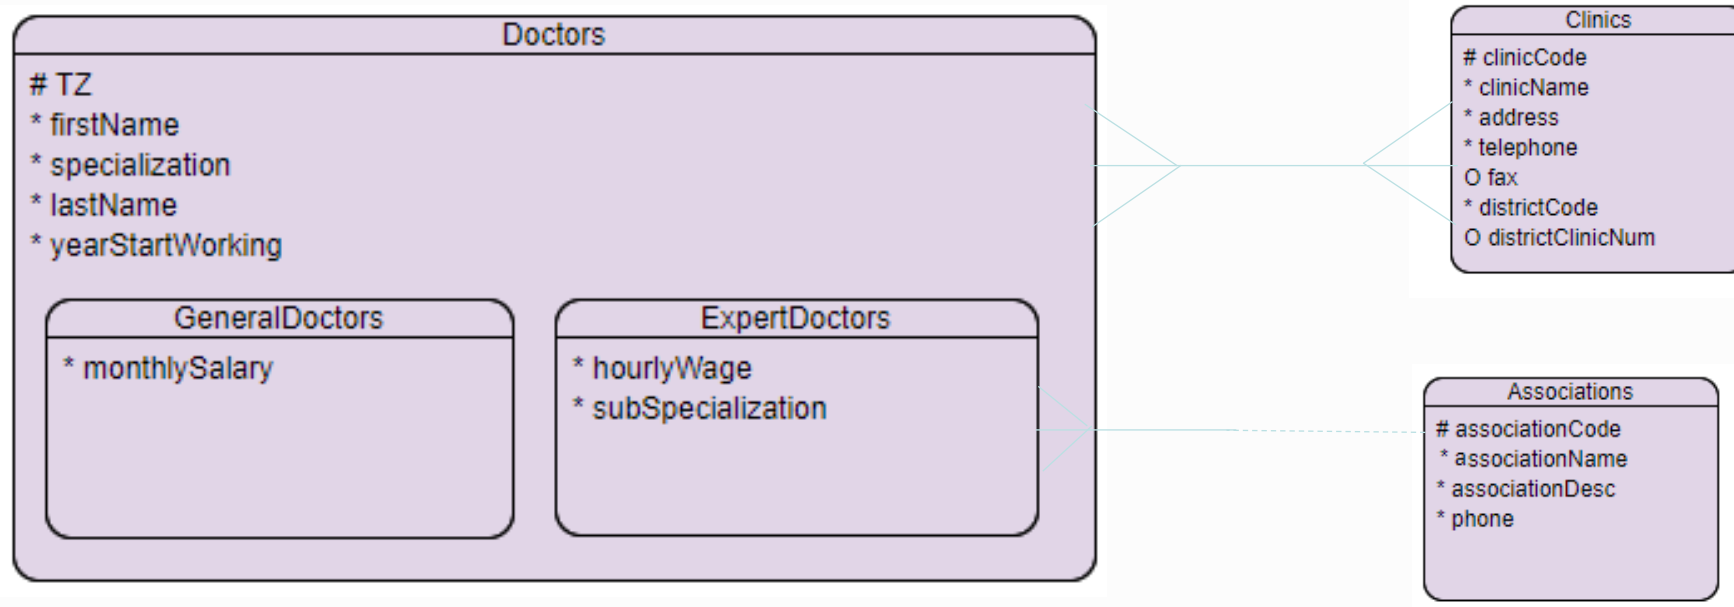 Doctors
# TZ
* firstName
* specialization
* lastName
* yearStartWorking
GeneralDoctors
* monthlySalary
ExpertDoctors
* hourlyWage
* subSpecialization
Clinics
# clinicCode
* clinicName
* address
* telephone
O fax
* districtCode
O districtClinicNum
Associations
# associationCode
* associationName
* associationDesc
* phone